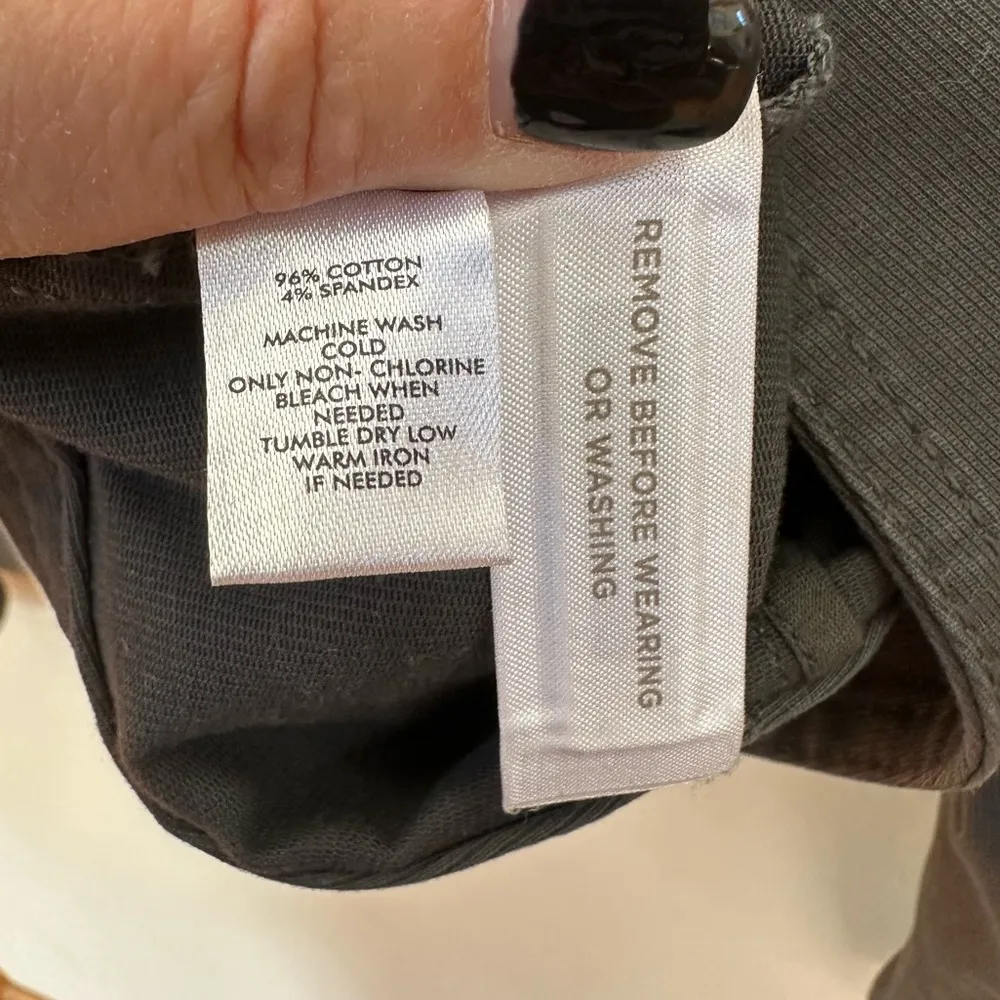 96% COTTON
4% SPANDEX
MACHINE WASH
COLD
ONLY NON- CHLORINE
BLEACH WHEN
NEEDED
TUMBLE DRY LOW
WARM IRON
IF NEEDED
REMOVE BEFORE WEARING
OR WASHING